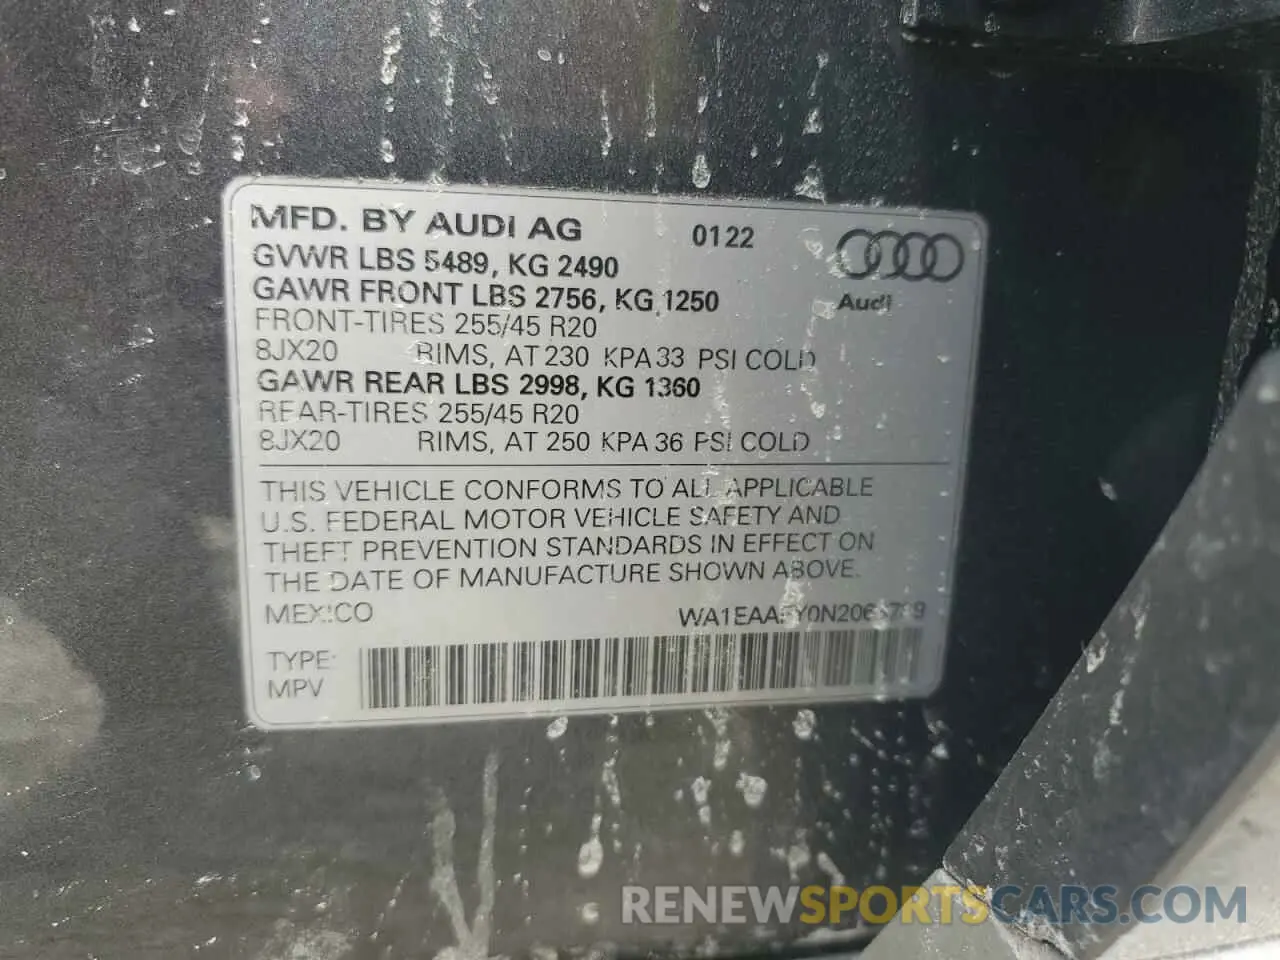 MFD. BY AUDI AG 0122
GVWR LBS 5489, KG 2490
GAWR FRONT LBS 2756, KG 1250
FRONT-TIRES 255/45 R20
8JX20 RIMS, AT 230 KPA 33 PSI COLD
GAWR REAR LBS 2998, KG 1360
REAR-TIRES 255/45 R20
8JX20 RIMS, AT 250 KPA 36 PSI COLD
Audi
THIS VEHICLE CONFORMS TO ALL APPLICABLE
U.S. FEDERAL MOTOR VEHICLE SAFETY AND
THEFT PREVENTION STANDARDS IN EFFECT ON
THE DATE OF MANUFACTURE SHOWN ABOVE.
MEXICO
TYPE:
MPV
RENEWSPORTSCARS.COM